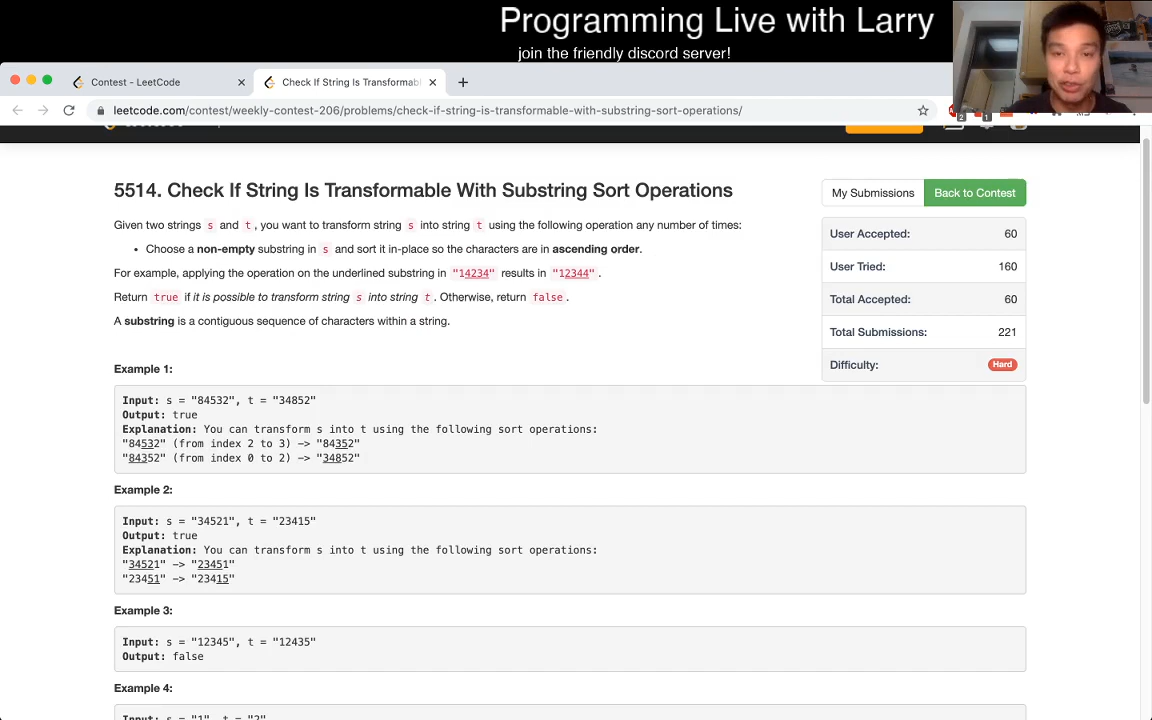 Programming Live with Larry
join the friendly discord server!
Contest - LeetCode
Check If String Is Transformab
leetcode.com/contest/weekly-contest-206/problems/check-if-string-is-transformable-with-substring-sort-operations/
2
1
5514. Check If String Is Transformable With Substring Sort Operations
My Submissions
Back to Contest
Given two strings s and t , you want to transform string s into string t using the following operation any number of times:
• Choose a non-empty substring in s and sort it in-place so the characters are in ascending order.
For example, applying the operation on the underlined substring in "14234" results in "12344" .
Return true if it is possible to transform string s into string t . Otherwise, return false .
A substring is a contiguous sequence of characters within a string.
User Accepted: 60
User Tried: 160
Total Accepted: 60
Total Submissions: 221
Difficulty: Hard
Example 1:
Input: s = "84532", t = "34852"
Output: true
Explanation: You can transform s into t using the following sort operations:
"84532" (from index 2 to 3) -> "84352"
"84352" (from index 0 to 2) -> "34852"
Example 2:
Input: s = "34521", t = "23415"
Output: true
Explanation: You can transform s into t using the following sort operations:
"34521" -> "23451"
"23451" -> "23415"
Example 3:
Input: s = "12345", t = "12435"
Output: false
Example 4:
Input: s = "1", t = "2"